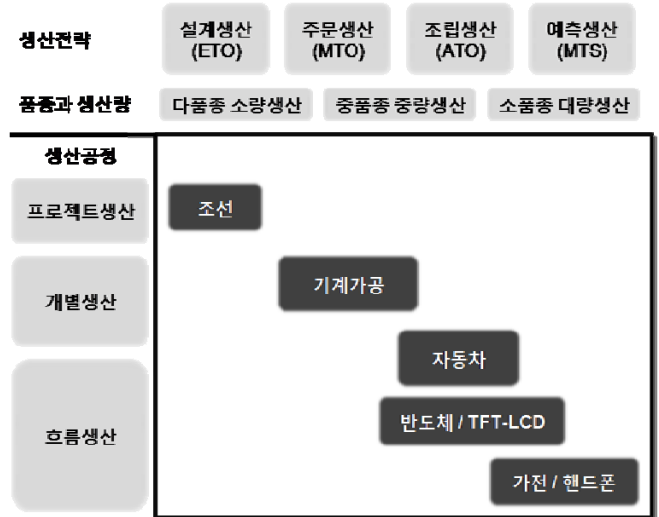 생산전략
설계생산
(ETO)
주문생산
(MTO)
조립생산
(ATO)
예측생산
(MTS)
품종과 생산량
다품종 소량생산
중품종 중량생산
소품종 대량생산
생산공정
프로젝트생산
조선
개별생산
기계가공
자동차
흐름생산
반도체 / TFT-LCD
가전 / 핸드폰